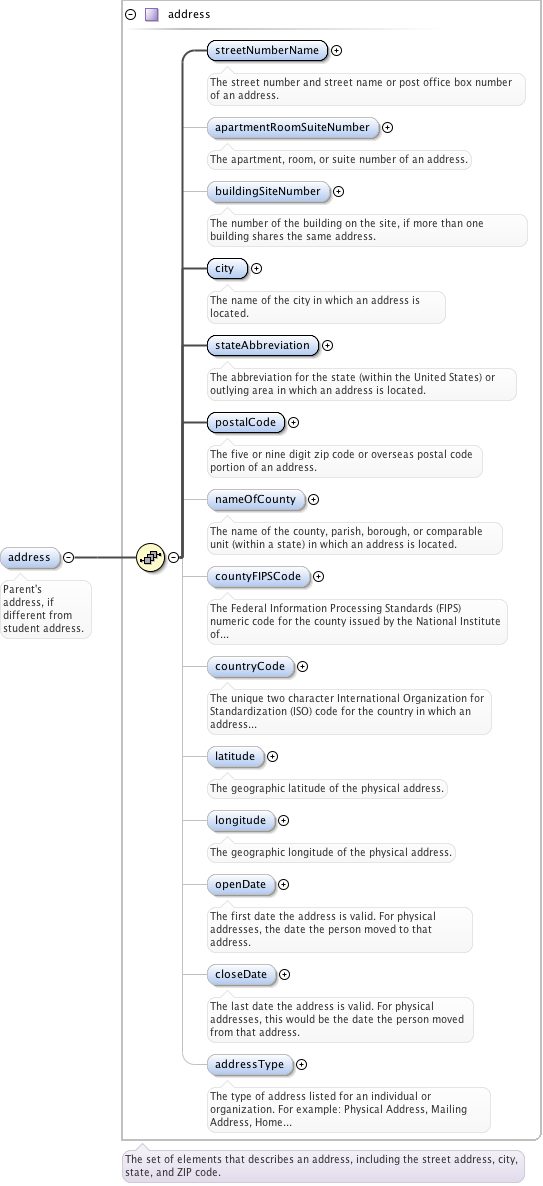 address
streetNumberName
The street number and street name or post office box number
of an address.
apartmentRoomSuiteNumber
The apartment, room, or suite number of an address.
buildingSiteNumber
The number of the building on the site, if more than one
building shares the same address.
city
The name of the city in which an address is
located.
stateAbbreviation
The abbreviation for the state (within the United States) or
outlying area in which an address is located.
postalCode
The five or nine digit zip code or overseas postal code
portion of an address.
nameOfCounty
The name of the county, parish, borough, or comparable
unit (within a state) in which an address is located.
address
Parent's
address, if
different from
student address.
countyFIPSCode
The Federal Information Processing Standards (FIPS)
numeric code for the county issued by the National Institute
of...
countryCode
The unique two character International Organization for
Standardization (ISO) code for the country in which an
address...
latitude
The geographic latitude of the physical address.
longitude
The geographic longitude of the physical address.
openDate
The first date the address is valid. For physical
addresses, the date the person moved to that
address.
closeDate
The last date the address is valid. For physical
addresses, this would be the date the person moved
from that address.
addressType
The type of address listed for an individual or
organization. For example: Physical Address, Mailing
Address, Home...
The set of elements that describes an address, including the street address, city,
state, and ZIP code.